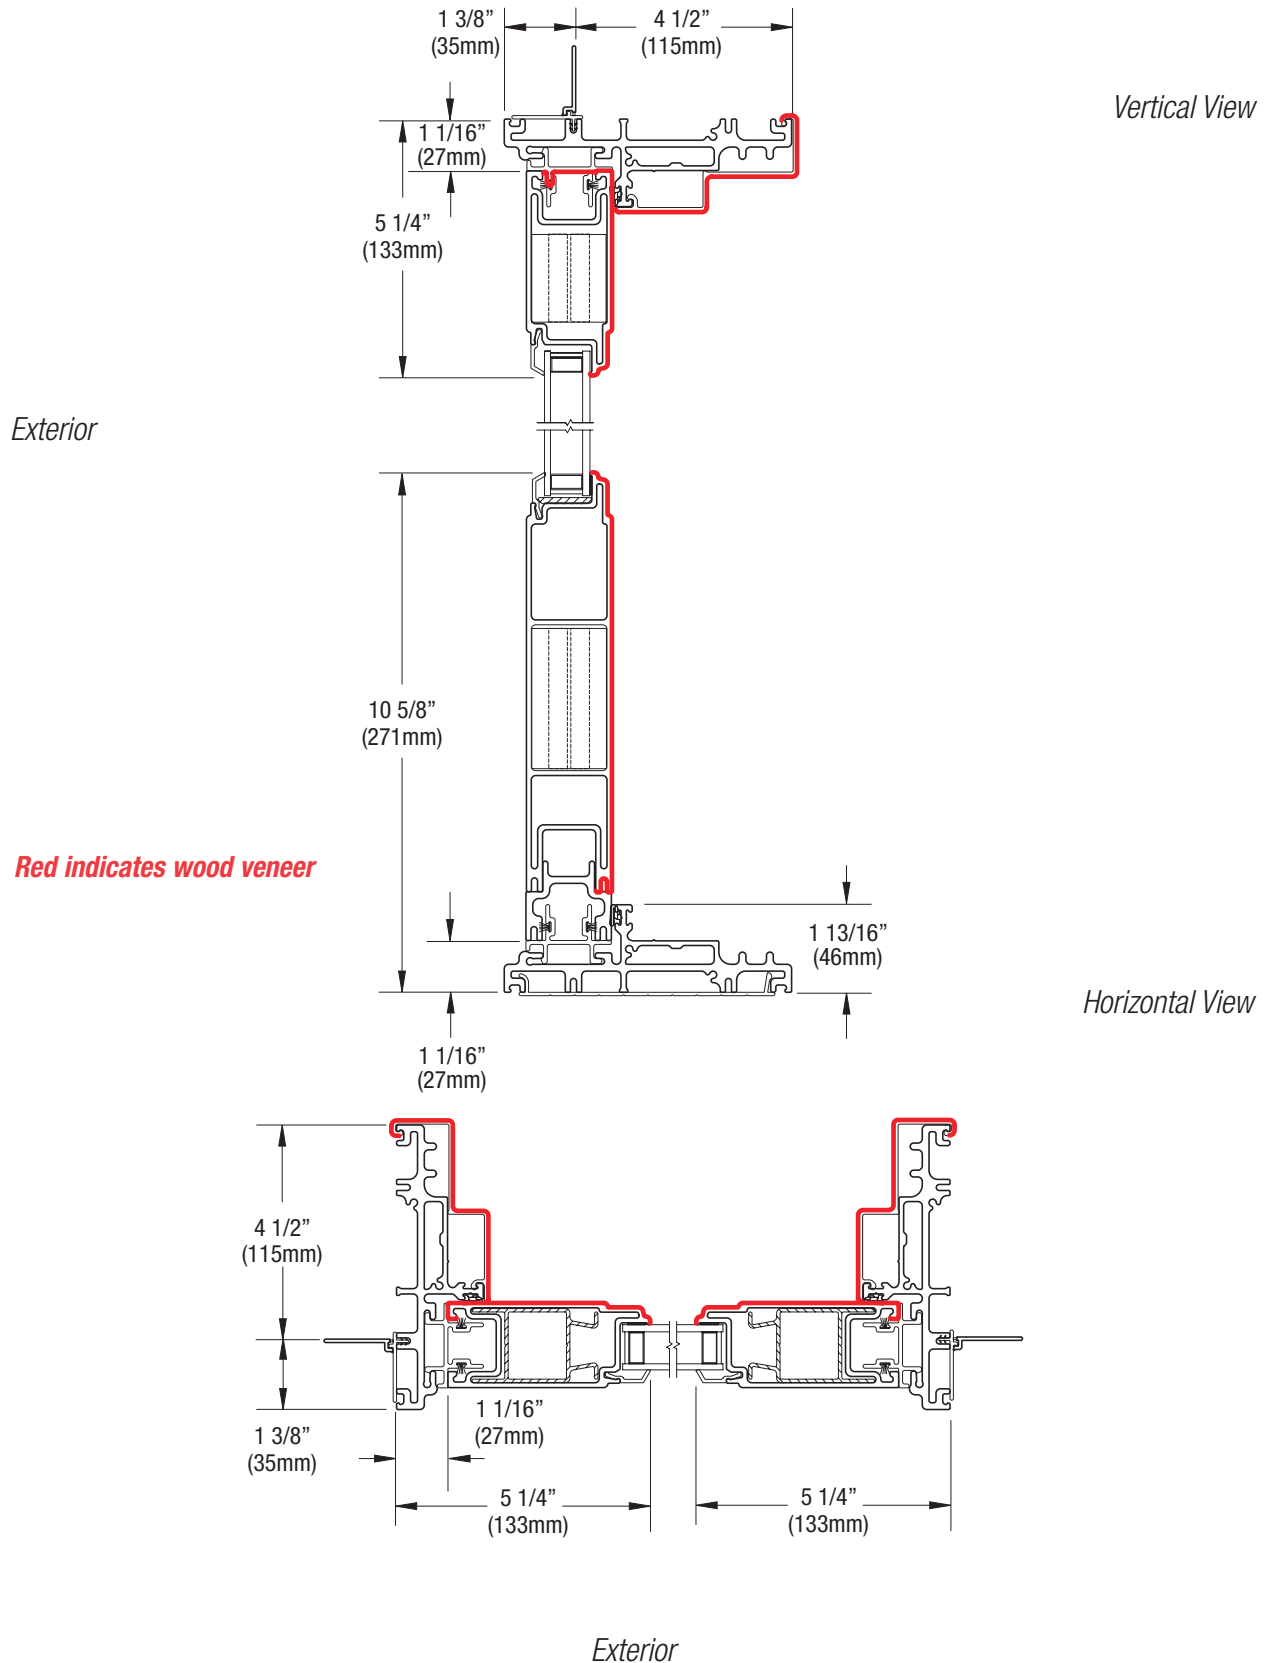 1 3/8”
(35mm)
4 1/2”
(115mm)
Vertical View
1 1/16”
(27mm)
5 1/4”
(133mm)
Exterior
10 5/8”
(271mm)
Red indicates wood veneer
1 13/16”
(46mm)
Horizontal View
1 1/16”
(27mm)
4 1/2”
(115mm)
1 3/8”
(35mm)
1 1/16”
(27mm)
5 1/4”
(133mm)
5 1/4”
(133mm)
Exterior